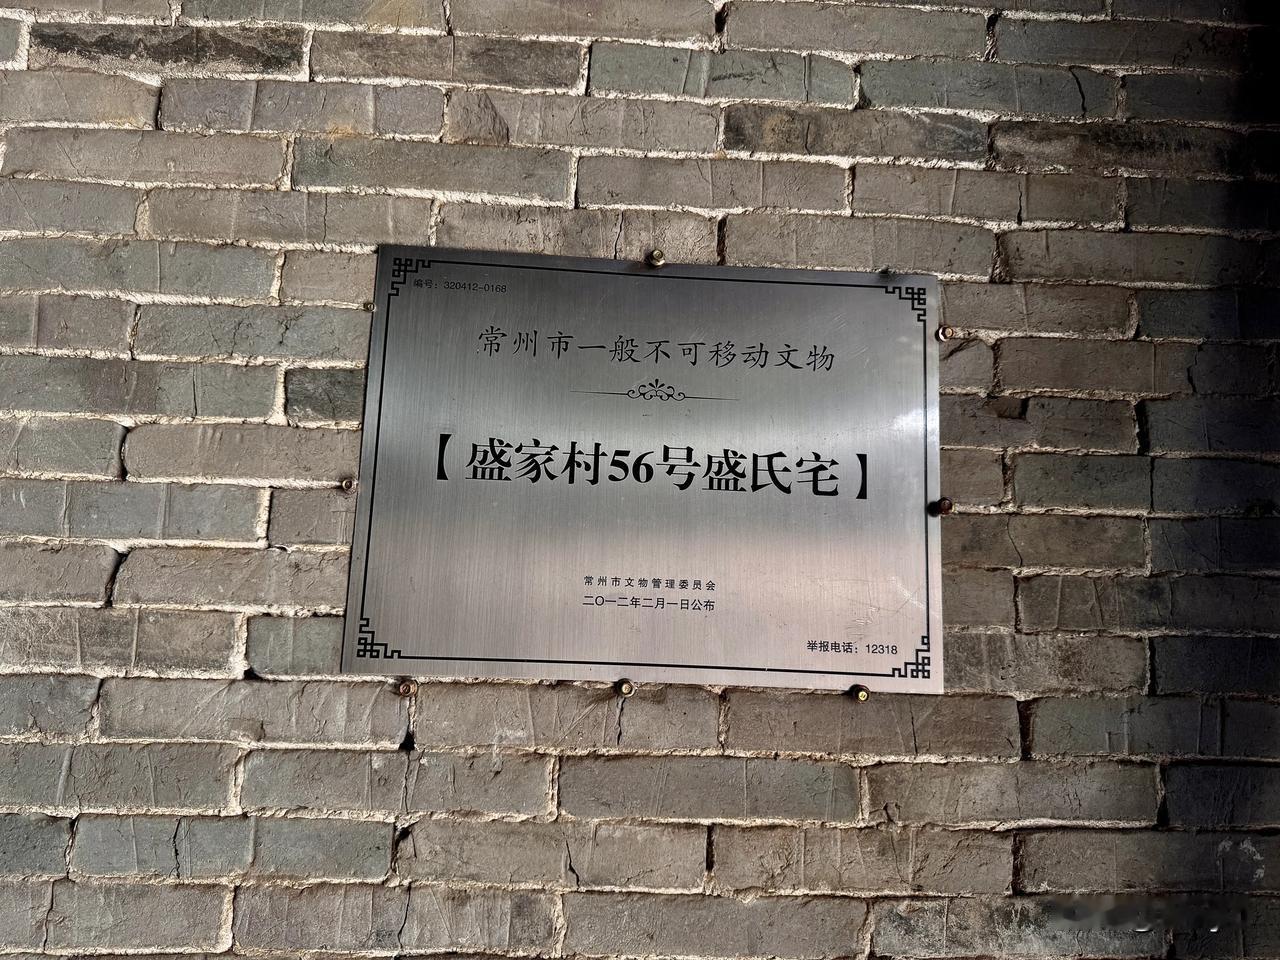 编号：320412-0168
常州市一般不可移动文物
【盛家村56号盛氏宅】
常州市文物管理委员会
二〇一二年二月一日公布
举报电话：12318